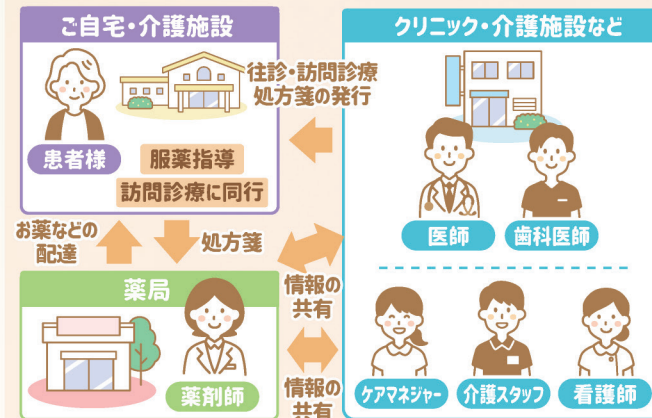 ご自宅・介護施設
患者様
服薬指導
訪問診療に同行
往診・訪問診療
処方箋の発行
クリニック・介護施設など
医師
歯科医師
お薬などの
配達
処方箋
情報の
共有
薬局
薬剤師
情報の
共有
ケアマネジャー
介護スタッフ
看護師